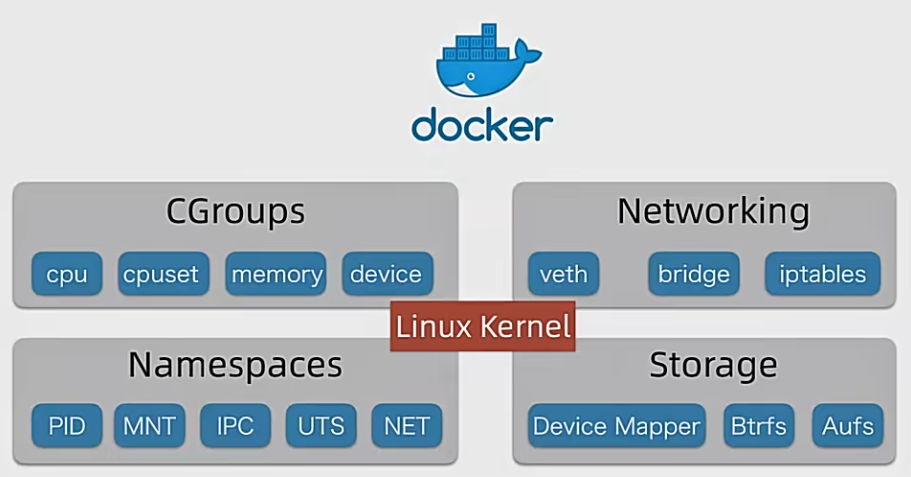 docker
CGroups
cpu cpuset memory device
Networking
veth bridge iptables
Linux Kernel
Namespaces
PID MNT IPC UTS NET
Storage
Device Mapper Btrfs Aufs